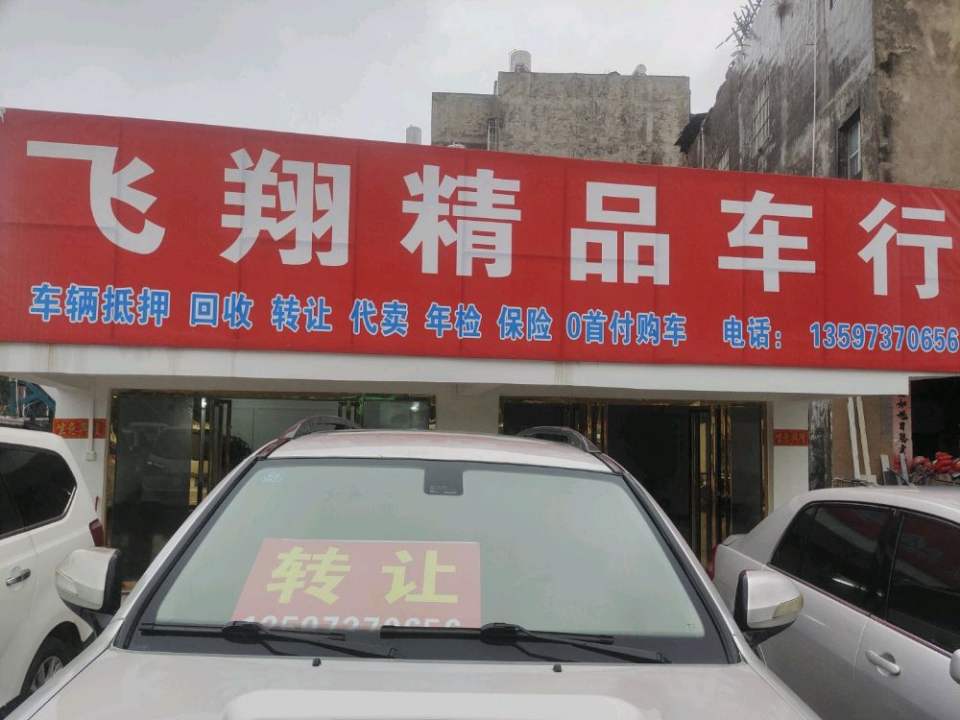 飞翔精品车行
车辆抵押 回收 转让 代卖 年检 保险 0首付购车 电话：13597370656
转让
13597370656